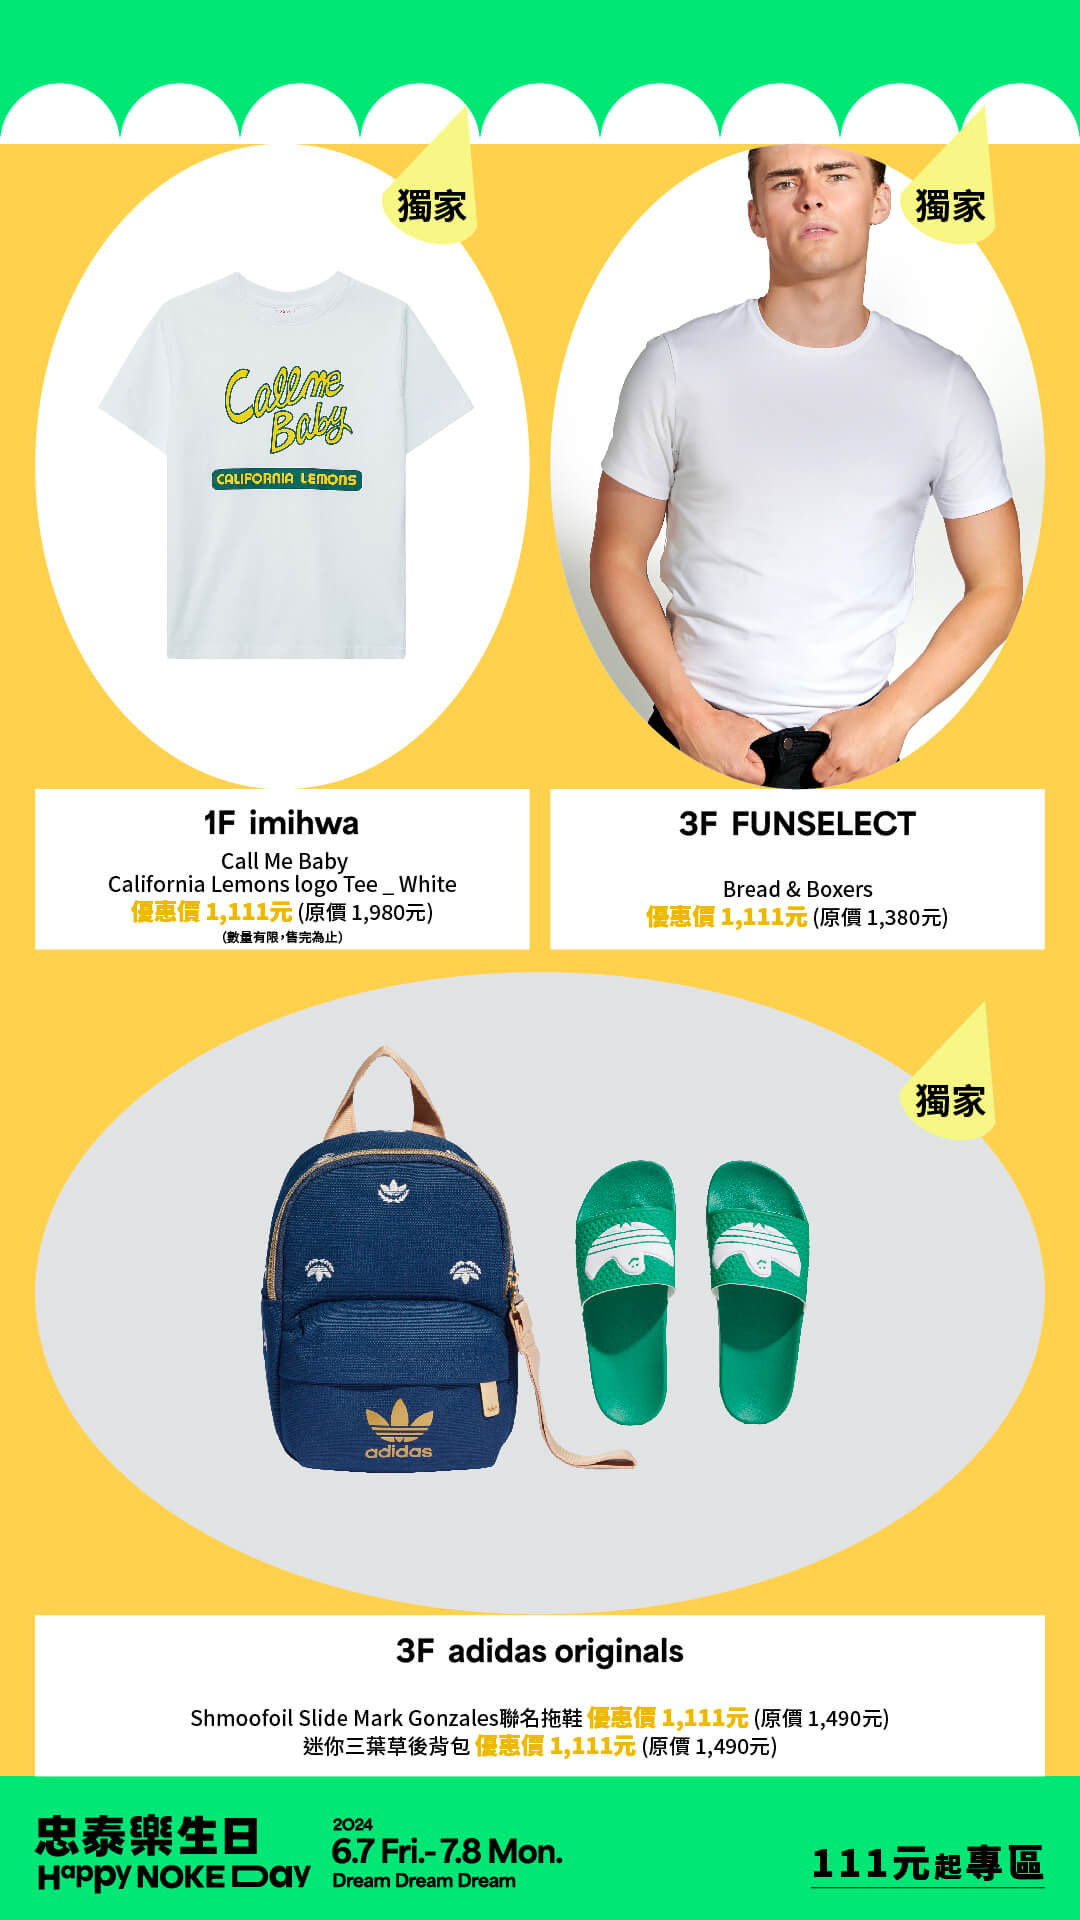 獨家
獨家
Call me
Baby
CALIFORNIA LEMONS
1F imihwa
Call Me Baby
California Lemons logo Tee _ White
優惠價 1,111元 (原價 1,980元)
(數量有限，售完為止)
3F FUNSELECT
Bread & Boxers
優惠價 1,111元 (原價 1,380元)
獨家
adidas
3F adidas originals
Shmoofoil Slide Mark Gonzales聯名拖鞋 優惠價 1,111元 (原價 1,490元)
迷你三葉草後背包 優惠價 1,111元 (原價 1,490元)
忠泰樂生日
Happy NOKE Day
2024
6.7 Fri.-7.8 Mon.
Dream Dream Dream
111元起專區